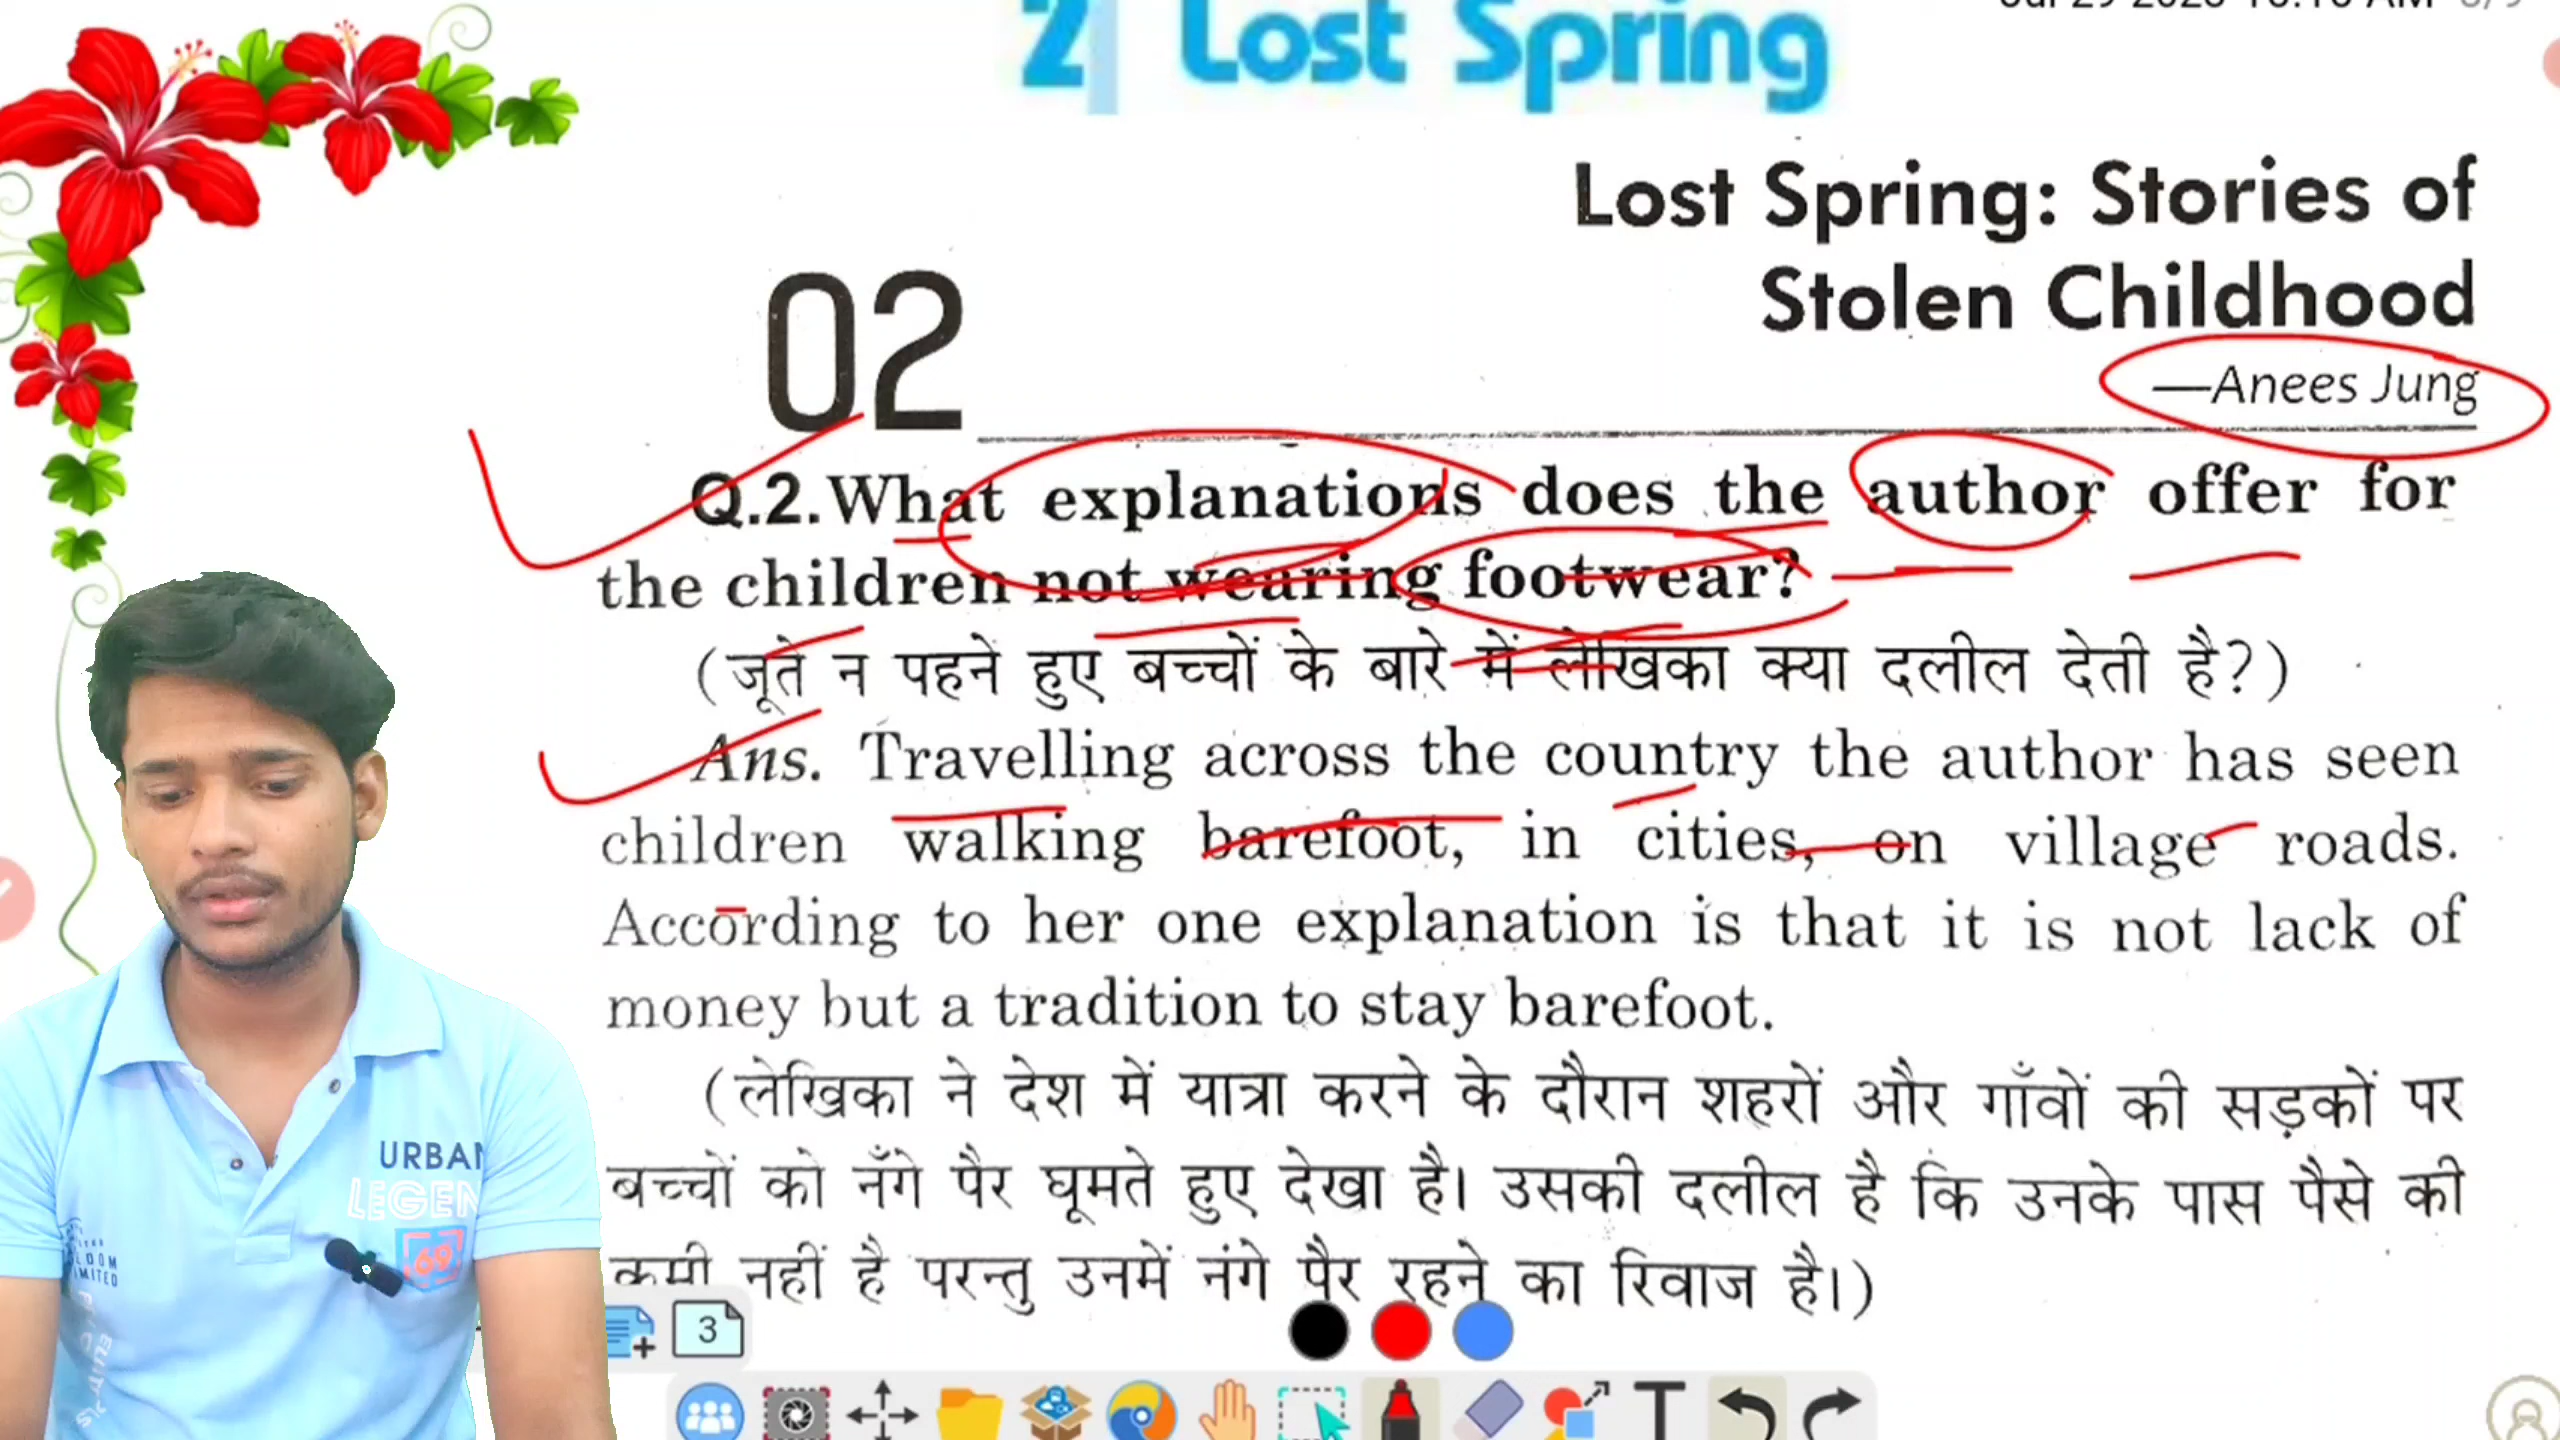 2 Lost Spring
Lost Spring: Stories of
Stolen Childhood
—Anees Jung
02
Q.2. What explanations does the author offer for
the children not wearing footwear?
(जूते न पहने हुए बच्चों के बारे में लेखिका क्या दलील देती है?)
Ans. Travelling across the country the author has seen
children walking barefoot, in cities, on village roads.
According to her one explanation is that it is not lack of
money but a tradition to stay barefoot.
(लेखिका ने देश में यात्रा करने के दौरान शहरों और गाँवों की सड़कों पर
बच्चों को नँगे पैर घूमते हुए देखा है। उसकी दलील है कि उनके पास पैसे की
कमी नहीं है परन्तु उनमें नंगे पैर रहने का रिवाज है।)
URBAN
LEGEN
69
3
T